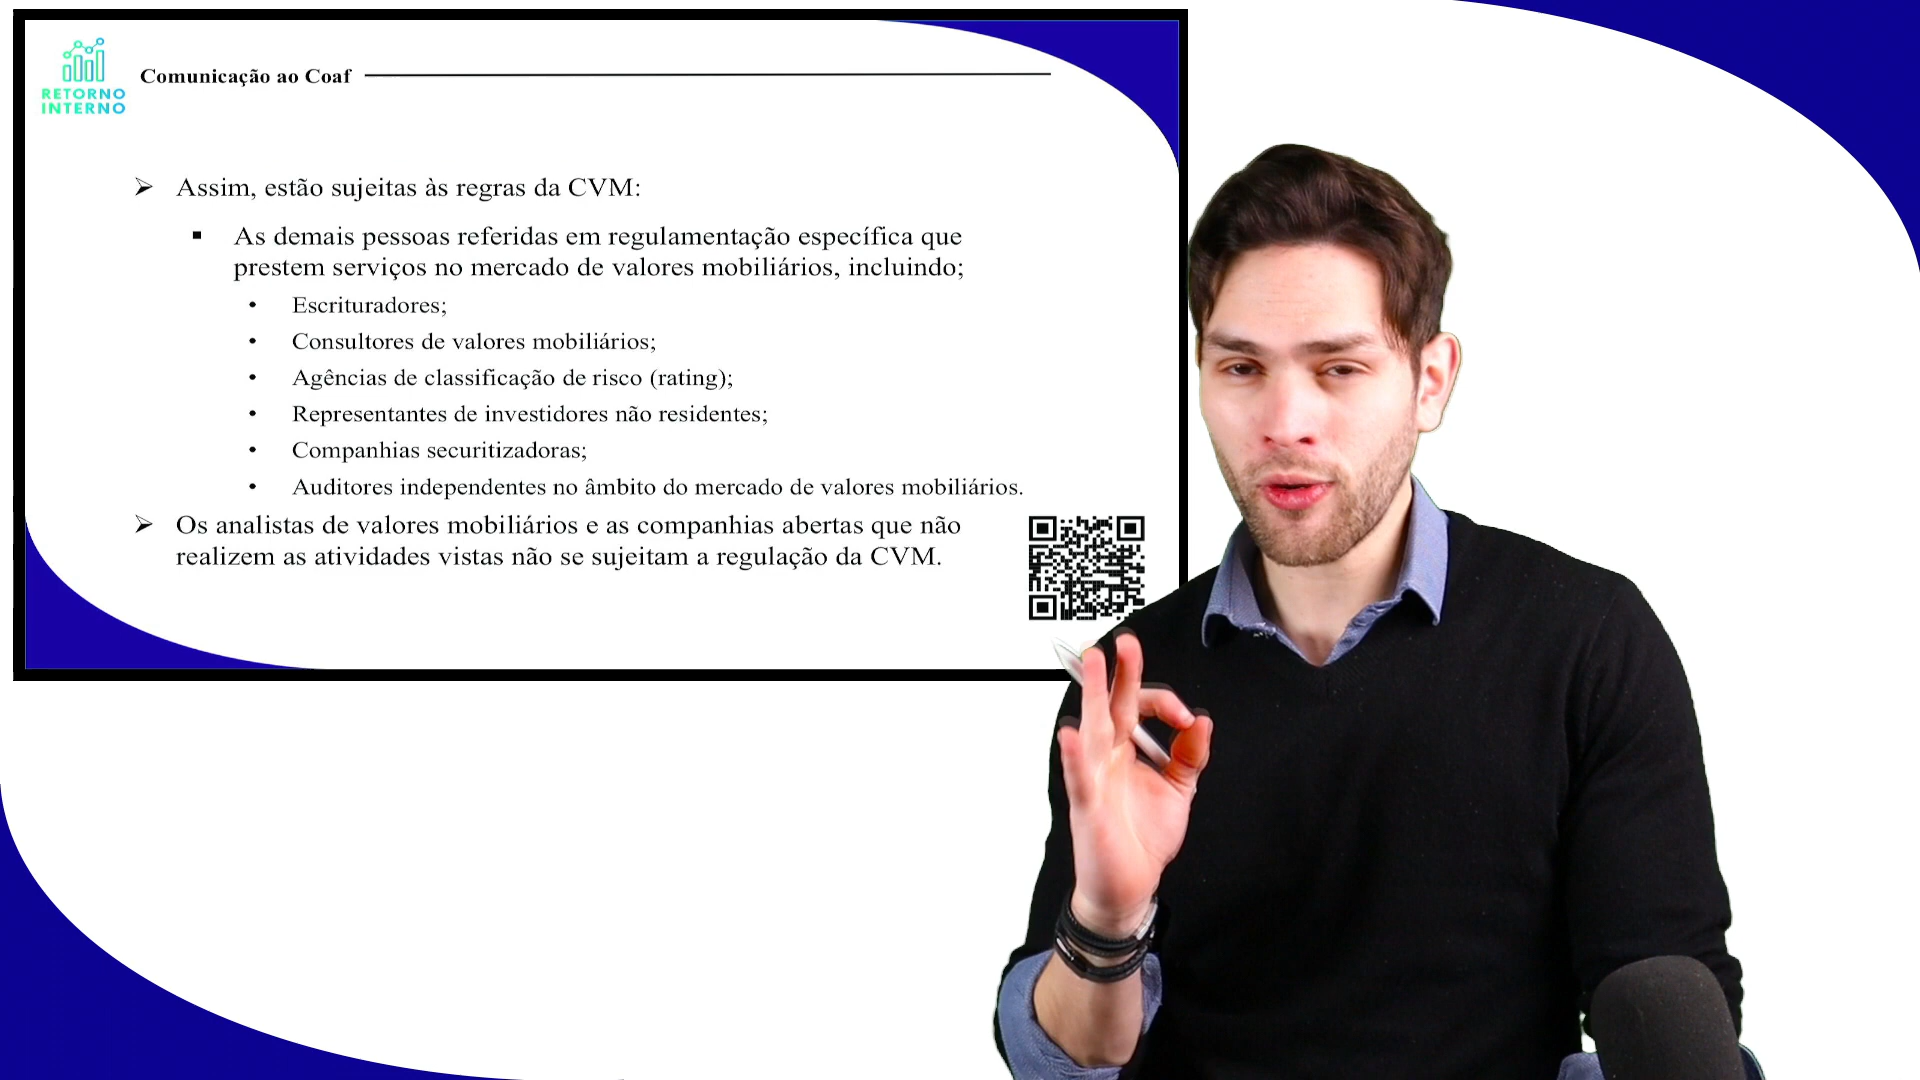 RETORNO
INTERNO
Comunicação ao Coaf
Assim, estão sujeitas às regras da CVM:
As demais pessoas referidas em regulamentação específica que
prestem serviços no mercado de valores mobiliários, incluindo;
Escrituradores;
Consultores de valores mobiliários;
Agências de classificação de risco (rating);
Representantes de investidores não residentes;
Companhias securitizadoras;
Auditores independentes no âmbito do mercado de valores mobiliários.
Os analistas de valores mobiliários e as companhias abertas que não
realizem as atividades vistas não se sujeitam a regulação da CVM.